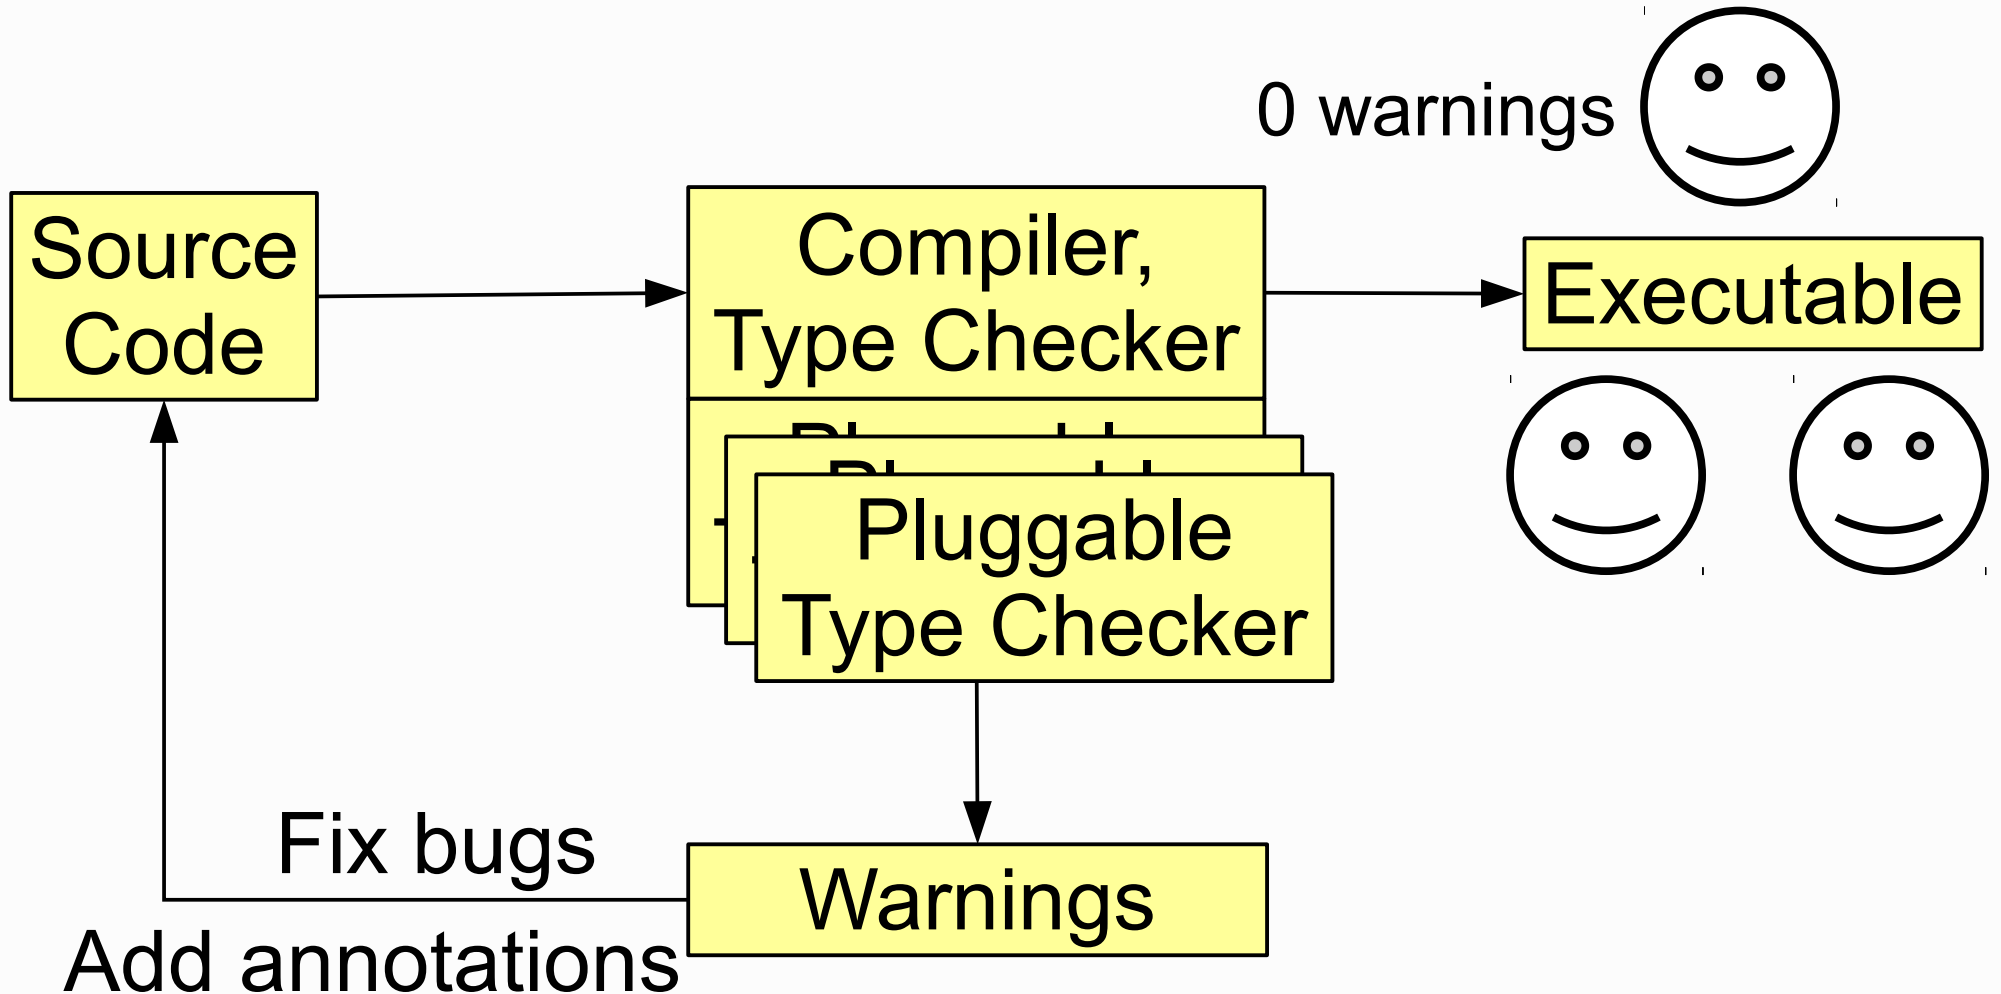 0 warnings
Source
Code
Compiler,
Type Checker
Executable
Pluggable
Type Checker
Fix bugs
Add annotations
Warnings